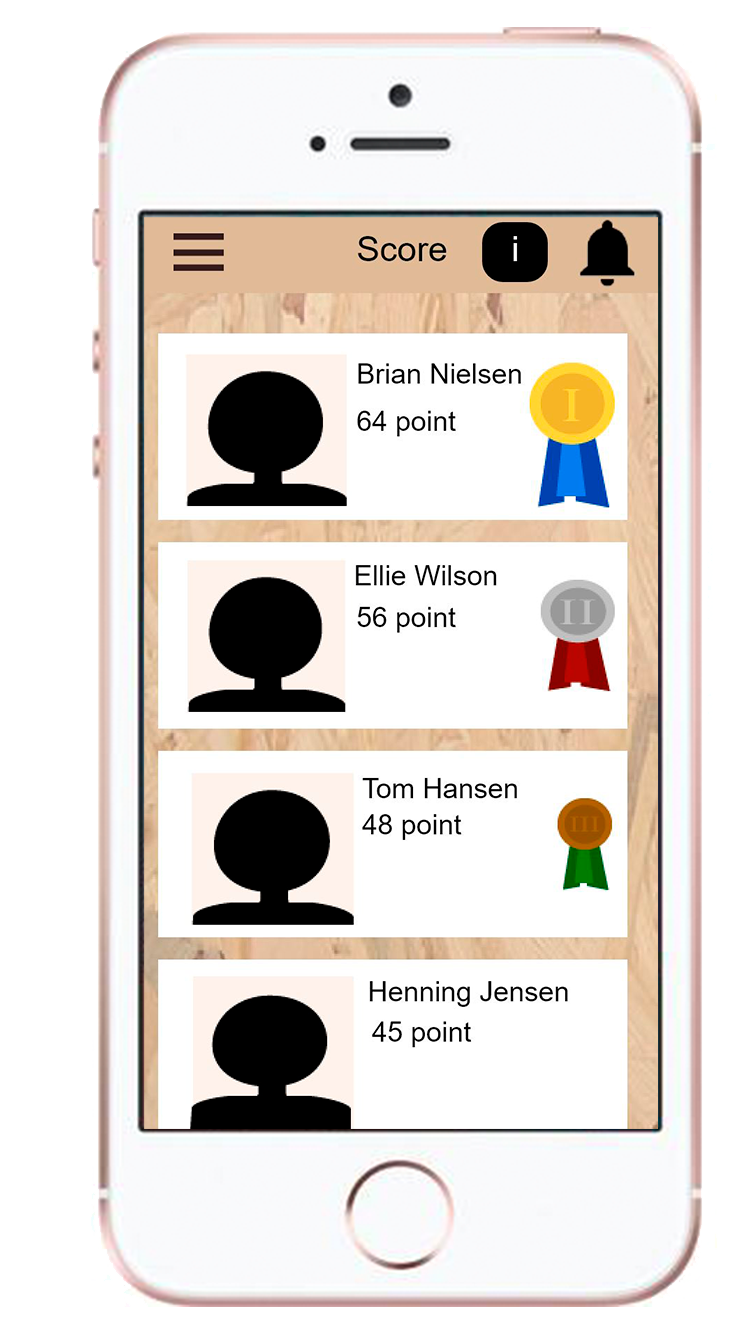 Score i
Brian Nielsen
64 point
I
Ellie Wilson
56 point
II
Tom Hansen
48 point
III
Henning Jensen
45 point